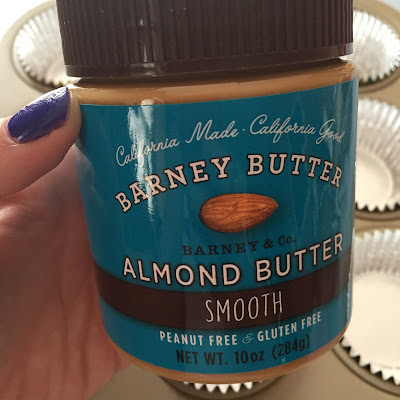 California Made · California Good
BARNEY BUTTER
BARNEY & Co.
ALMOND BUTTER
SMOOTH
PEANUT FREE & GLUTEN FREE
NET WT. 10oz (284g)